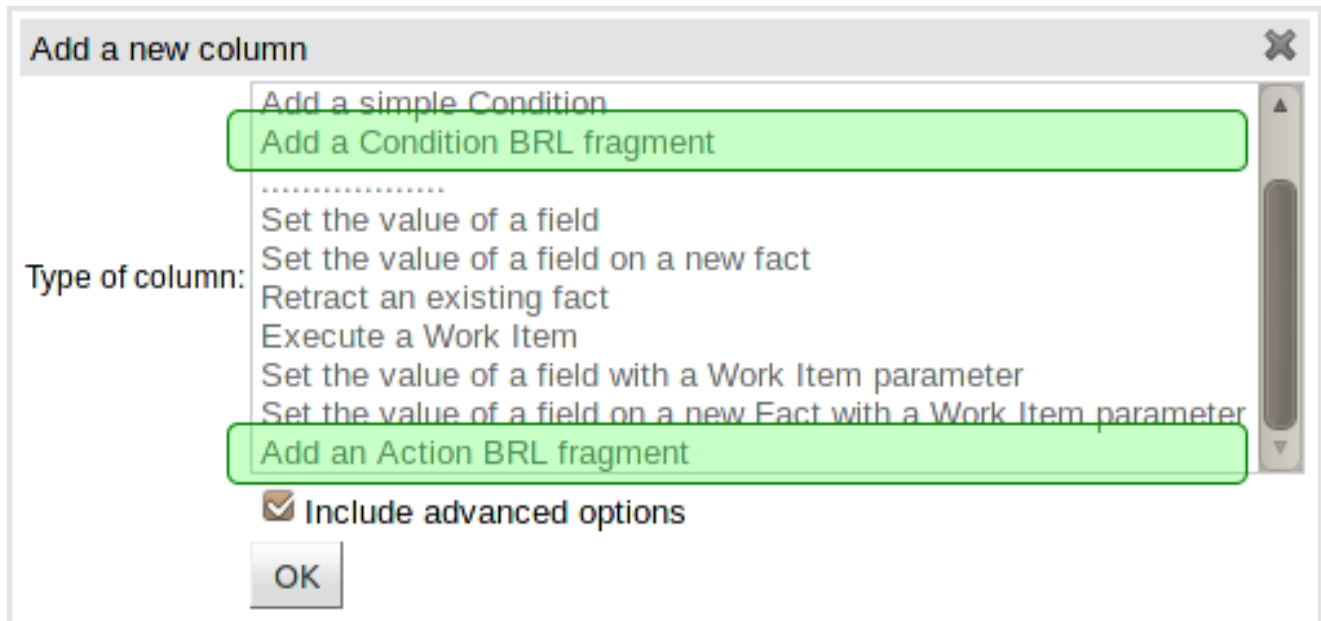 Add a new column
Add a simple Condition
Add a Condition BRL fragment
...................
Set the value of a field
Set the value of a field on a new fact
Type of column:
Retract an existing fact
Execute a Work Item
Set the value of a field with a Work Item parameter
Set the value of a field on a new Fact with a Work Item parameter
Add an Action BRL fragment
Include advanced options
OK